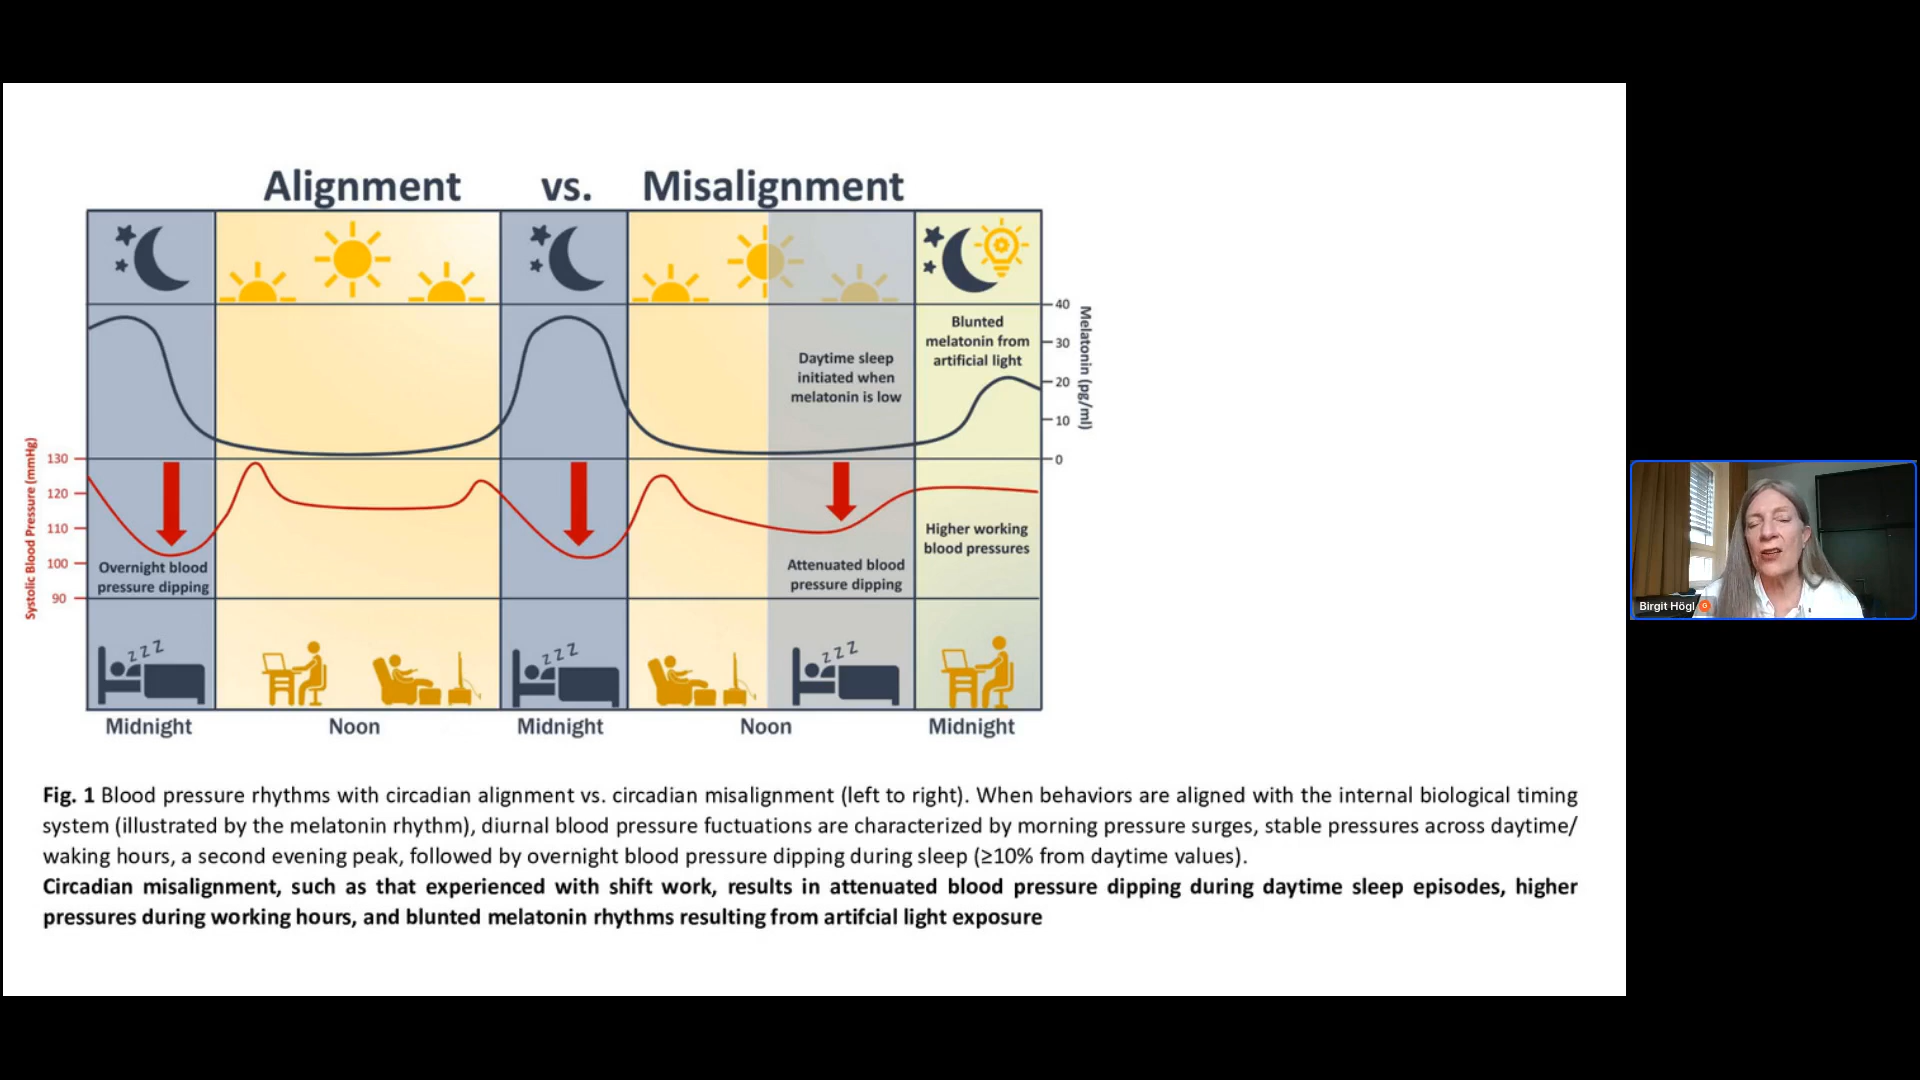 Alignment vs. Misalignment
40
Melatonin (pg/ml)
Blunted
melatonin from
artificial light
30
Daytime sleep
initiated when
melatonin is low
20
10
0
Systolic Blood Pressure (mmHg)
130
120
110
100
90
Overnight blood
pressure dipping
Attenuated blood
pressure dipping
Higher working
blood pressures
z z z
z z z
z z z
Midnight Noon Midnight Noon Midnight
Fig. 1 Blood pressure rhythms with circadian alignment vs. circadian misalignment (left to right). When behaviors are aligned with the internal biological timing
system (illustrated by the melatonin rhythm), diurnal blood pressure fuctuations are characterized by morning pressure surges, stable pressures across daytime/
waking hours, a second evening peak, followed by overnight blood pressure dipping during sleep (≥10% from daytime values).
Circadian misalignment, such as that experienced with shift work, results in attenuated blood pressure dipping during daytime sleep episodes, higher
pressures during working hours, and blunted melatonin rhythms resulting from artifcial light exposure
Birgit Högl